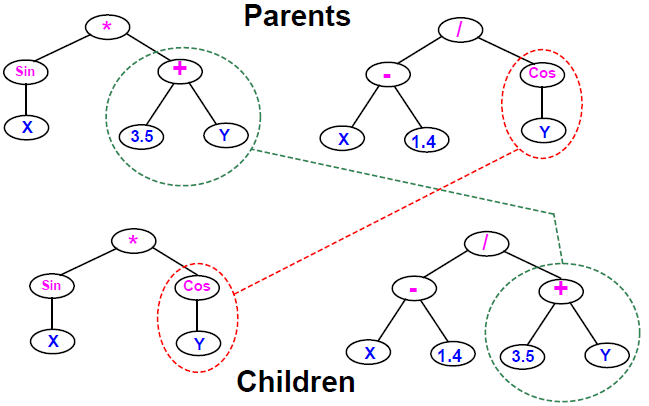 Parents
* /
Sin + - Cos
X 3.5 Y X 1.4 Y
* /
Sin Cos - +
X Y X 1.4 3.5 Y
Children